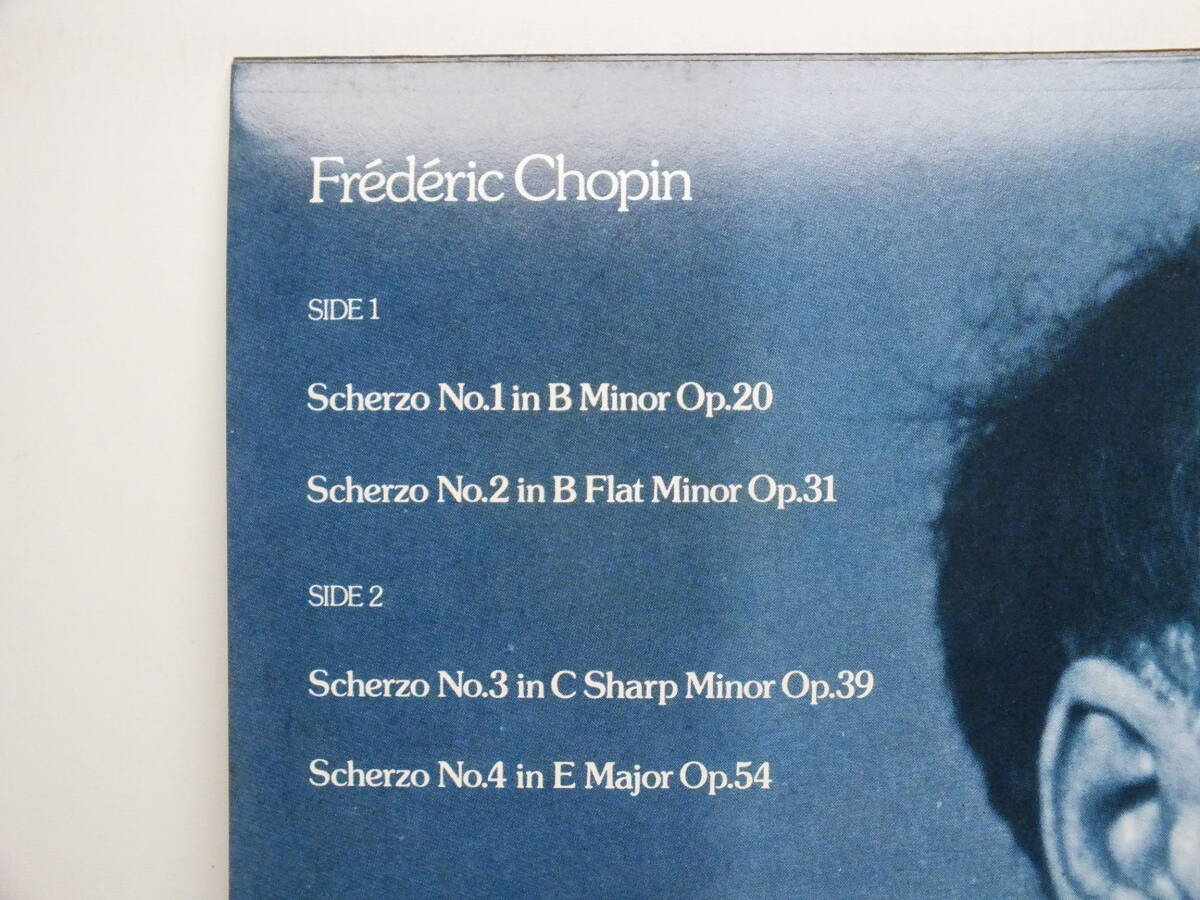 Frédéric Chopin
SIDE 1
Scherzo No.1 in B Minor Op.20
Scherzo No.2 in B Flat Minor Op.31
SIDE 2
Scherzo No.3 in C Sharp Minor Op.39
Scherzo No.4 in E Major Op.54